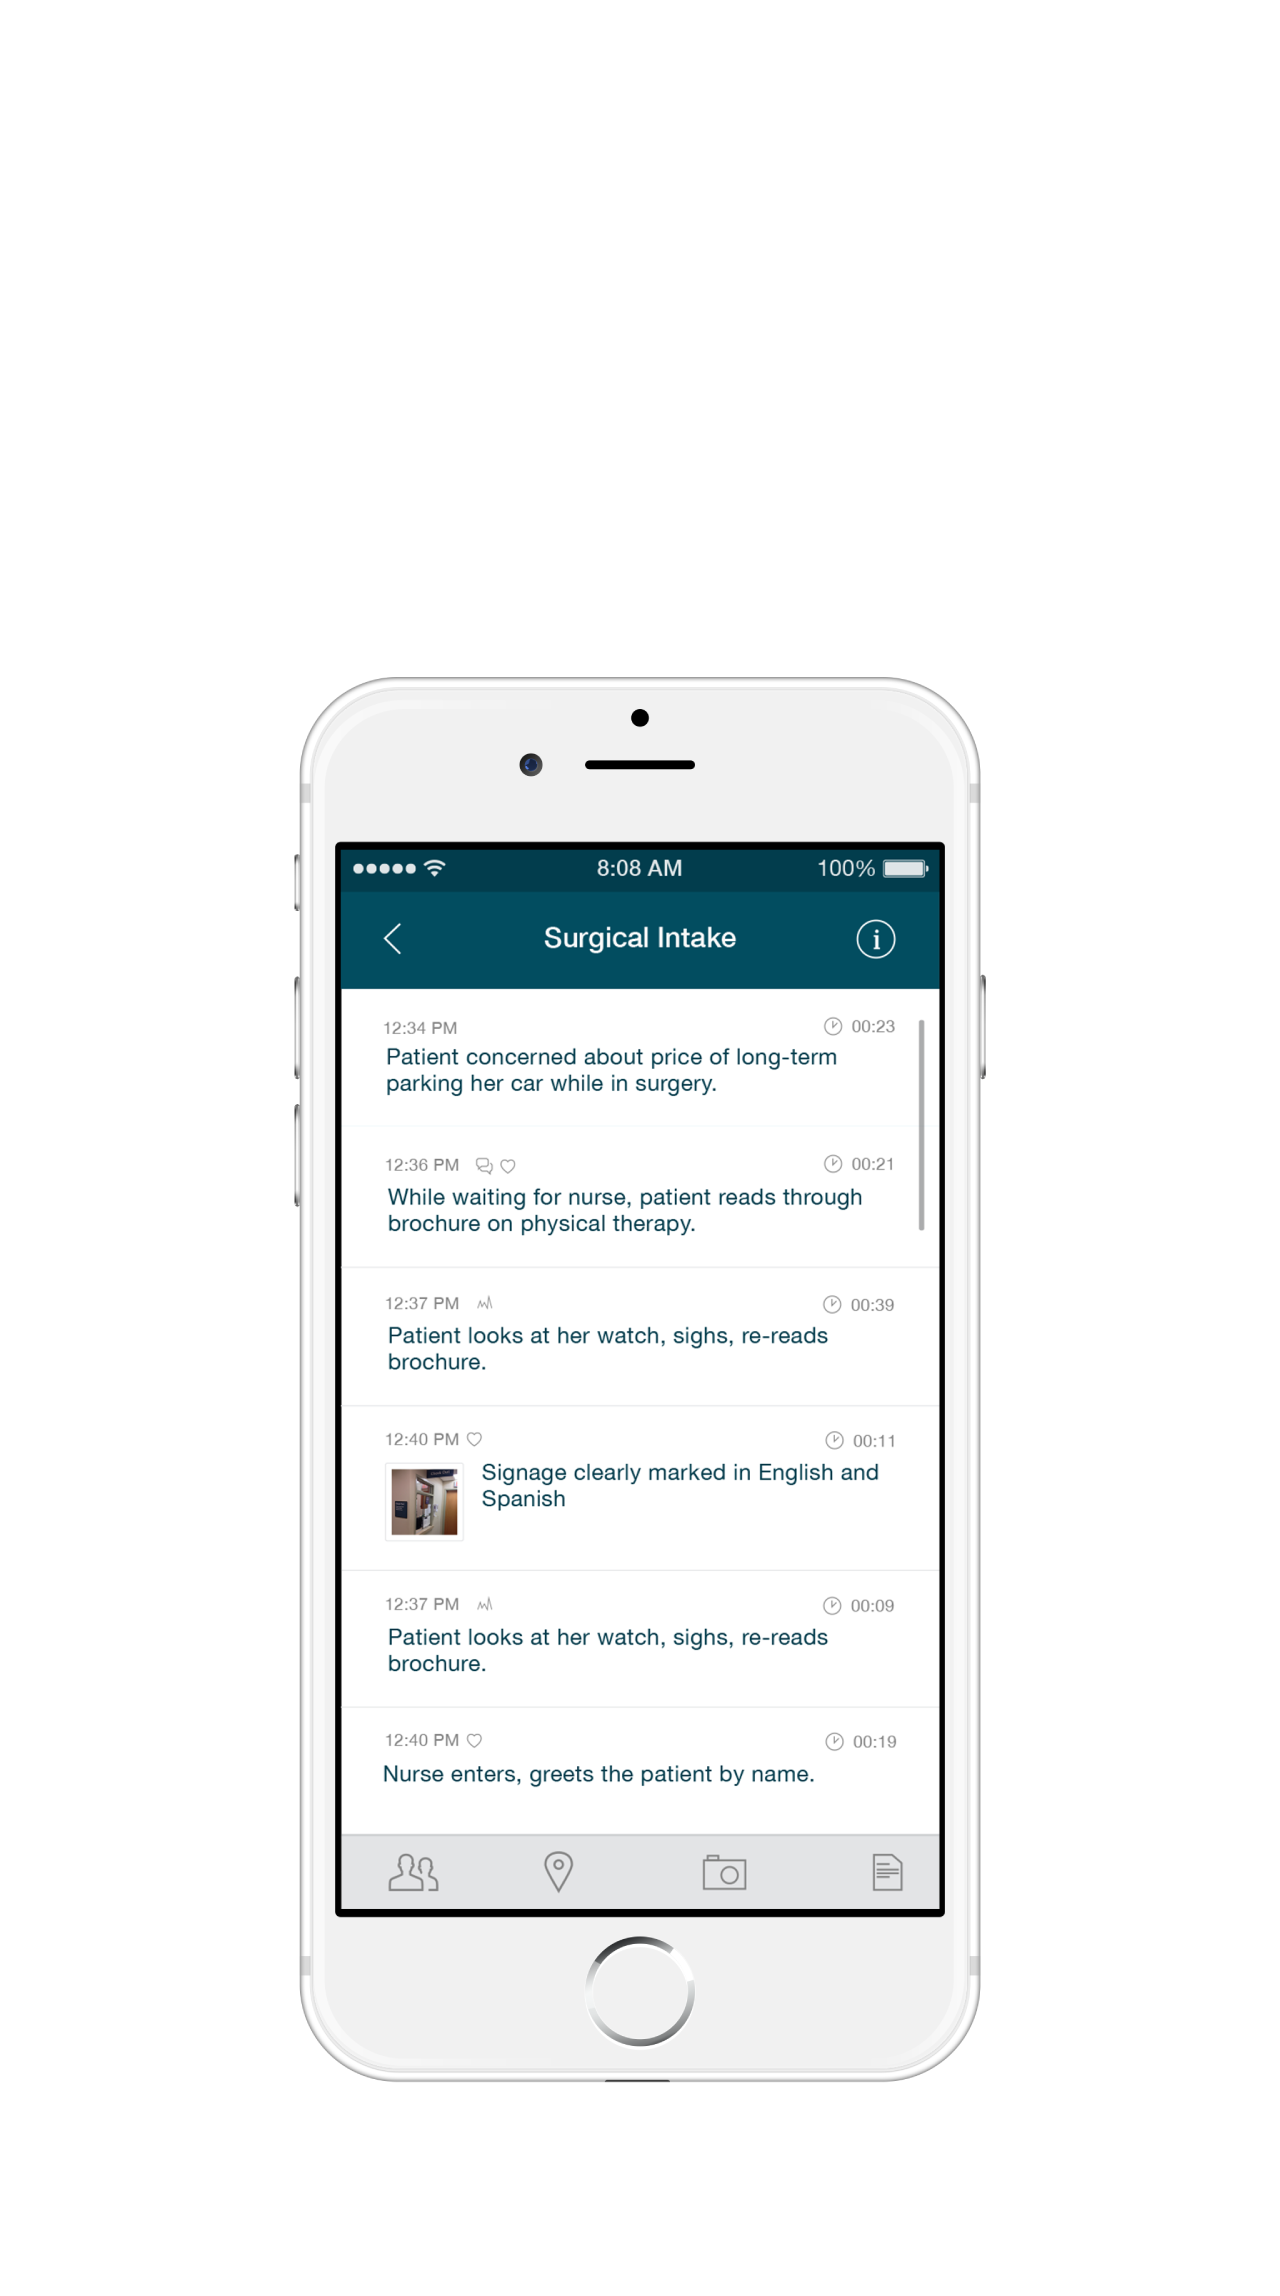 8:08 AM 100%
Surgical Intake
12:34 PM 00:23
Patient concerned about price of long-term
parking her car while in surgery.
12:36 PM 00:21
While waiting for nurse, patient reads through
brochure on physical therapy.
12:37 PM 00:39
Patient looks at her watch, sighs, re-reads
brochure.
12:40 PM 00:11
Signage clearly marked in English and
Spanish
12:37 PM 00:09
Patient looks at her watch, sighs, re-reads
brochure.
12:40 PM 00:19
Nurse enters, greets the patient by name.